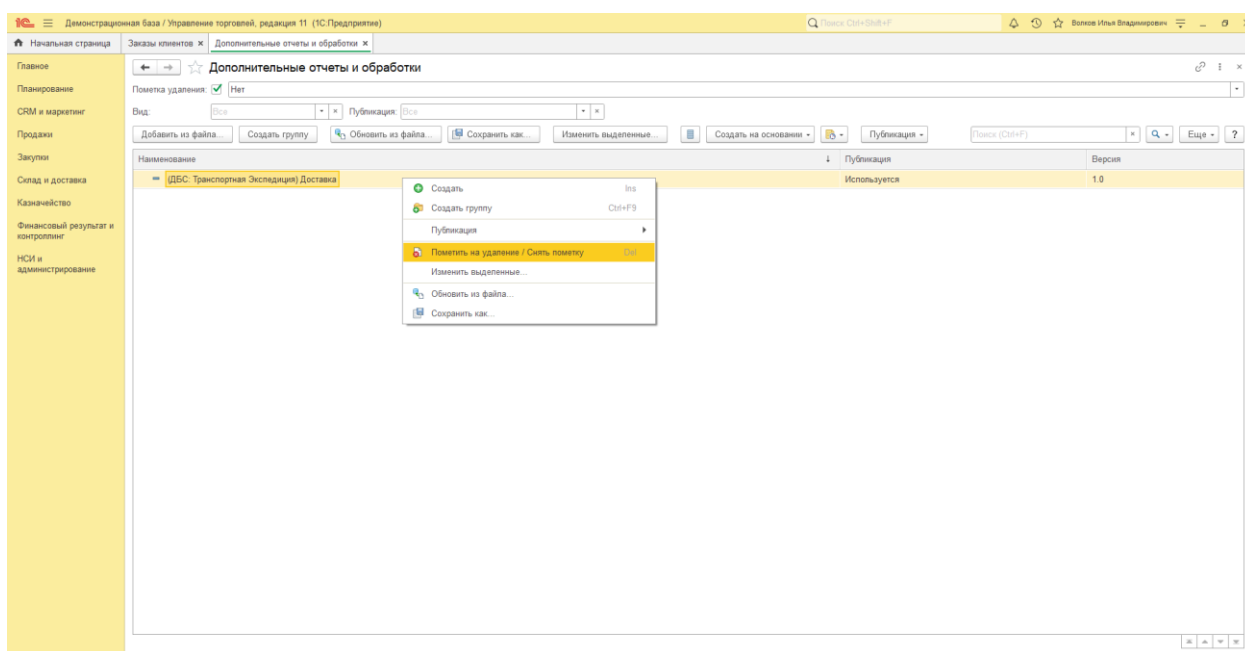 1С Демонстрационная база / Управление торговлей, редакция 11 (1С:Предприятие) Поиск Ctrl+Shift+F Волков Илья Владимирович
Начальная страница Заказы клиентов × Дополнительные отчеты и обработки ×
Главное
Планирование
CRM и маркетинг
Продажи
Закупки
Склад и доставка
Казначейство
Финансовый результат и
контроллинг
НСИ и
администрирование
Дополнительные отчеты и обработки
Пометка удаления: Нет
Вид: Все Публикация: Все
Добавить из файла... Создать группу Обновить из файла... Сохранить как... Изменить выделенные... Создать на основании Публикация Поиск (Ctrl+F) × Еще ?
Наименование ↓ Публикация Версия
(ДБС: Транспортная Экспедиция) Доставка Используется 1.0
Создать Ins
Создать группу Ctrl+F9
Публикация
Пометить на удаление / Снять пометку Del
Изменить выделенные...
Обновить из файла...
Сохранить как...